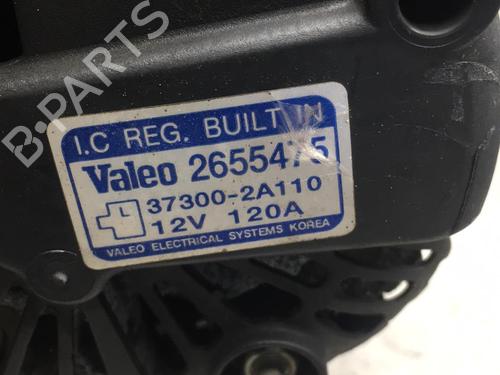 B-PARTS
I.C REG. BUILT IN
Valeo 2655475
37300-2A110
12V 120A
VALEO ELECTRICAL SYSTEMS KOREA